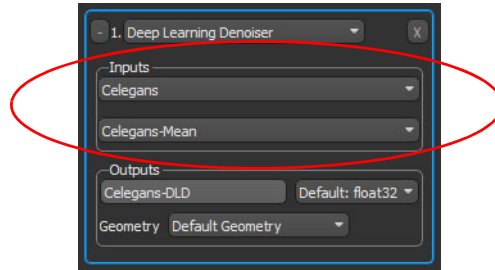 - 1. Deep Learning Denoiser X
Inputs
Celegans
Celegans-Mean
Outputs
Celegans-DLD Default: float32
Geometry Default Geometry